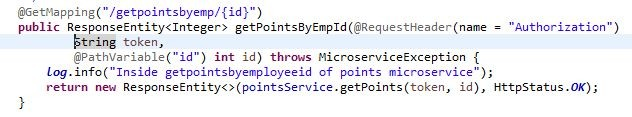 @GetMapping("/getpointsbyemp/{id}")
public ResponseEntity<Integer> getPointsByEmpId(@RequestHeader(name = "Authorization")
String token,
@PathVariable("id") int id) throws MicroserviceException {
log.info("Inside getpointsbyemployeeid of points microservice");
return new ResponseEntity<>(pointsService.getPoints(token, id), HttpStatus.OK);
}